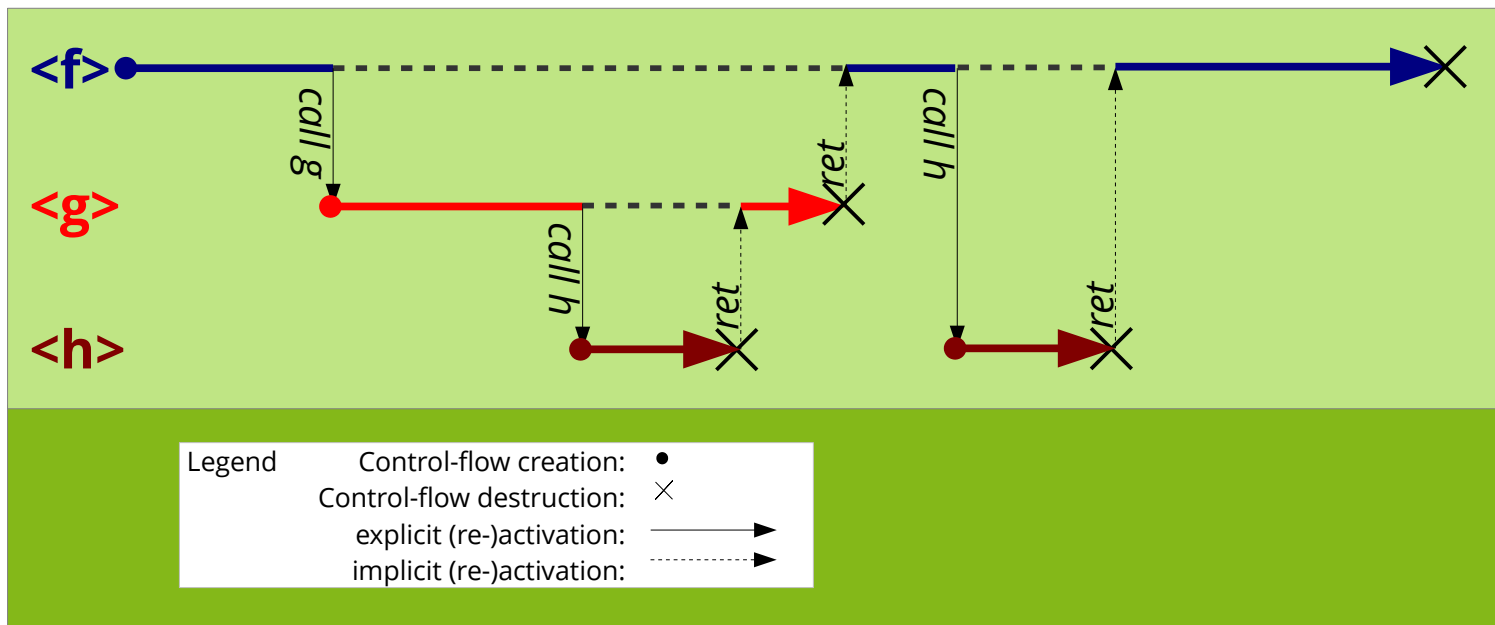 <f>
call g
ret
call h
<g>
call h
ret
ret
<h>
Legend Control-flow creation:
Control-flow destruction:
explicit (re-)activation:
implicit (re-)activation: